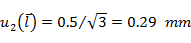 u₂(l⃗) = 0.5/√3 = 0.29 mm